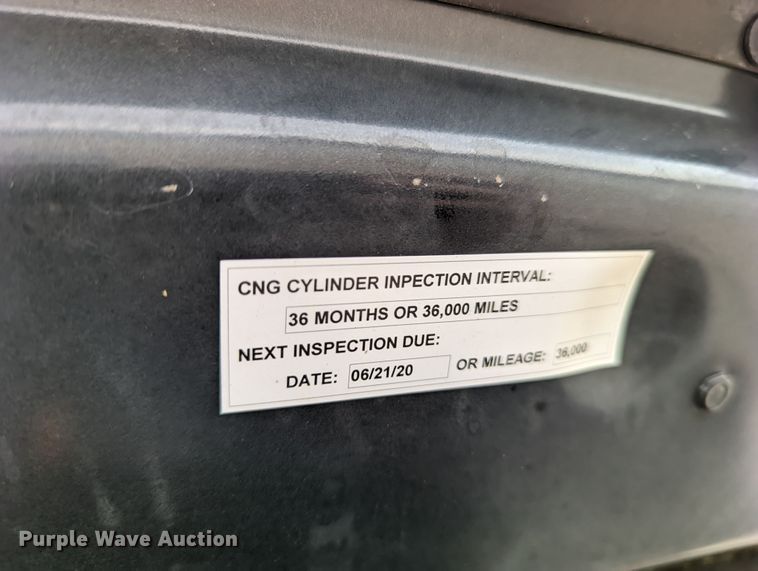 CNG CYLINDER INPECTION INTERVAL:
36 MONTHS OR 36,000 MILES
NEXT INSPECTION DUE:
DATE: 06/21/20 OR MILEAGE: 36,000
Purple Wave Auction